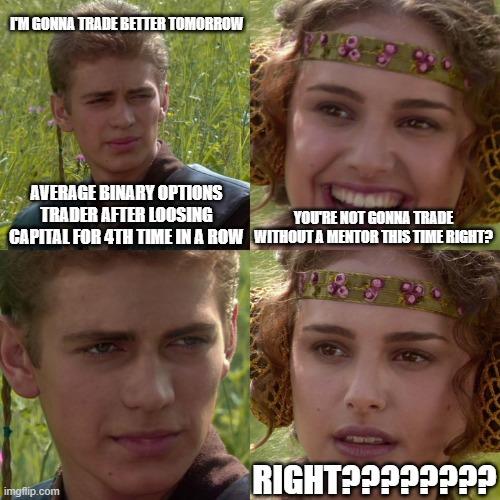 I'M GONNA TRADE BETTER TOMORROW
AVERAGE BINARY OPTIONS
TRADER AFTER LOOSING
CAPITAL FOR 4TH TIME IN A ROW
YOU'RE NOT GONNA TRADE
WITHOUT A MENTOR THIS TIME RIGHT?
RIGHT????????
imgflip.com